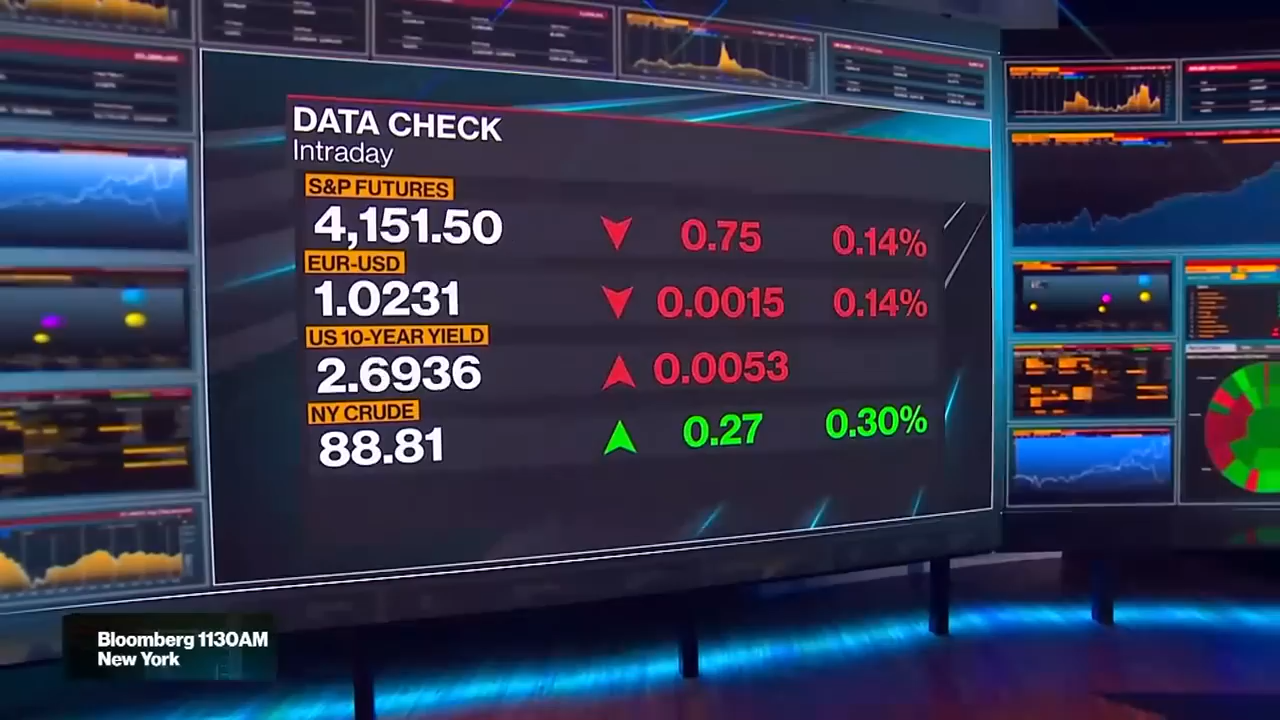 DATA CHECK
Intraday
S&P FUTURES
4,151.50 0.75 0.14%
EUR-USD
1.0231 0.0015 0.14%
US 10-YEAR YIELD
2.6936 0.0053
NY CRUDE
88.81 0.27 0.30%
Bloomberg 1130AM
New York